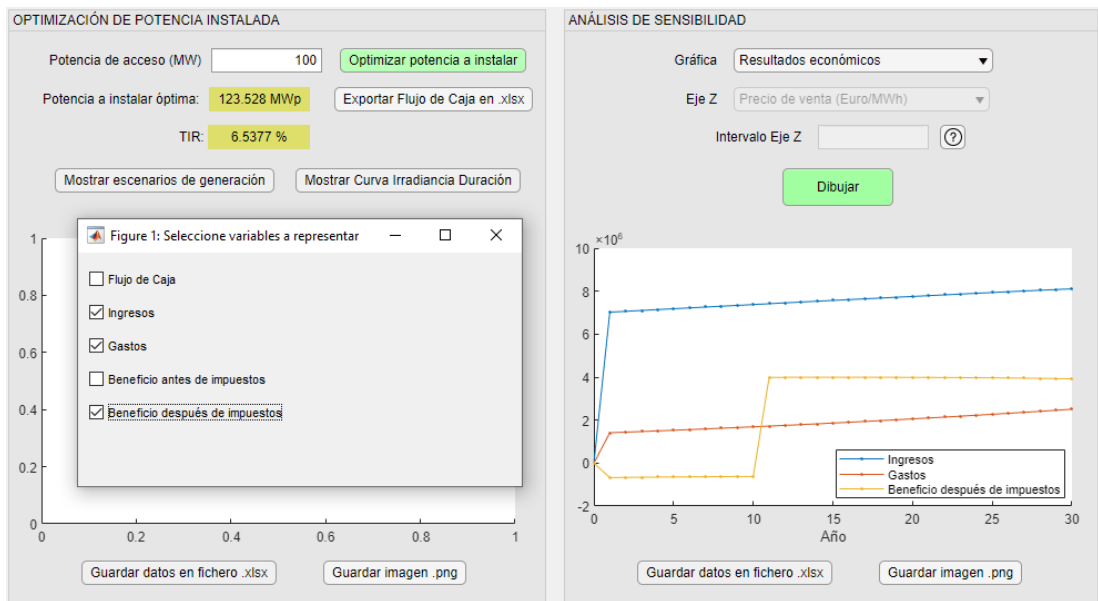 OPTIMIZACIÓN DE POTENCIA INSTALADA
Potencia de acceso (MW) 100 Optimizar potencia a instalar
Potencia a instalar óptima: 123.528 MWp Exportar Flujo de Caja en .xlsx
TIR: 6.5377 %
Mostrar escenarios de generación Mostrar Curva Irradiancia Duración
Figure 1: Seleccione variables a representar
Flujo de Caja
Ingresos
Gastos
Beneficio antes de impuestos
Beneficio después de impuestos
1
0.8
0.6
0.4
0.2
0
0 0.2 0.4 0.6 0.8 1
Guardar datos en fichero .xlsx Guardar imagen .png
ANÁLISIS DE SENSIBILIDAD
Gráfica Resultados económicos
Eje Z Precio de venta (Euro/MWh)
Intervalo Eje Z ?
Dibujar
×10⁶
10
8
6
4
2
0
-2
Ingresos
Gastos
Beneficio después de impuestos
0 5 10 15 20 25 30
Año
Guardar datos en fichero .xlsx Guardar imagen .png